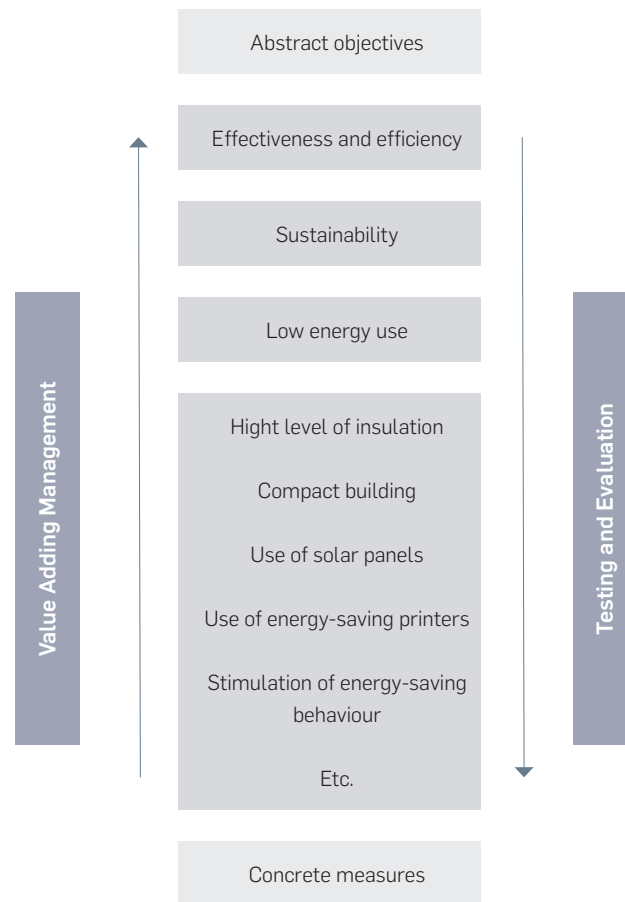 Abstract objectives
Effectiveness and efficiency
Sustainability
Low energy use
Hight level of insulation
Compact building
Use of solar panels
Use of energy-saving printers
Stimulation of energy-saving
behaviour
Etc.
Concrete measures
Value Adding Management
Testing and Evaluation